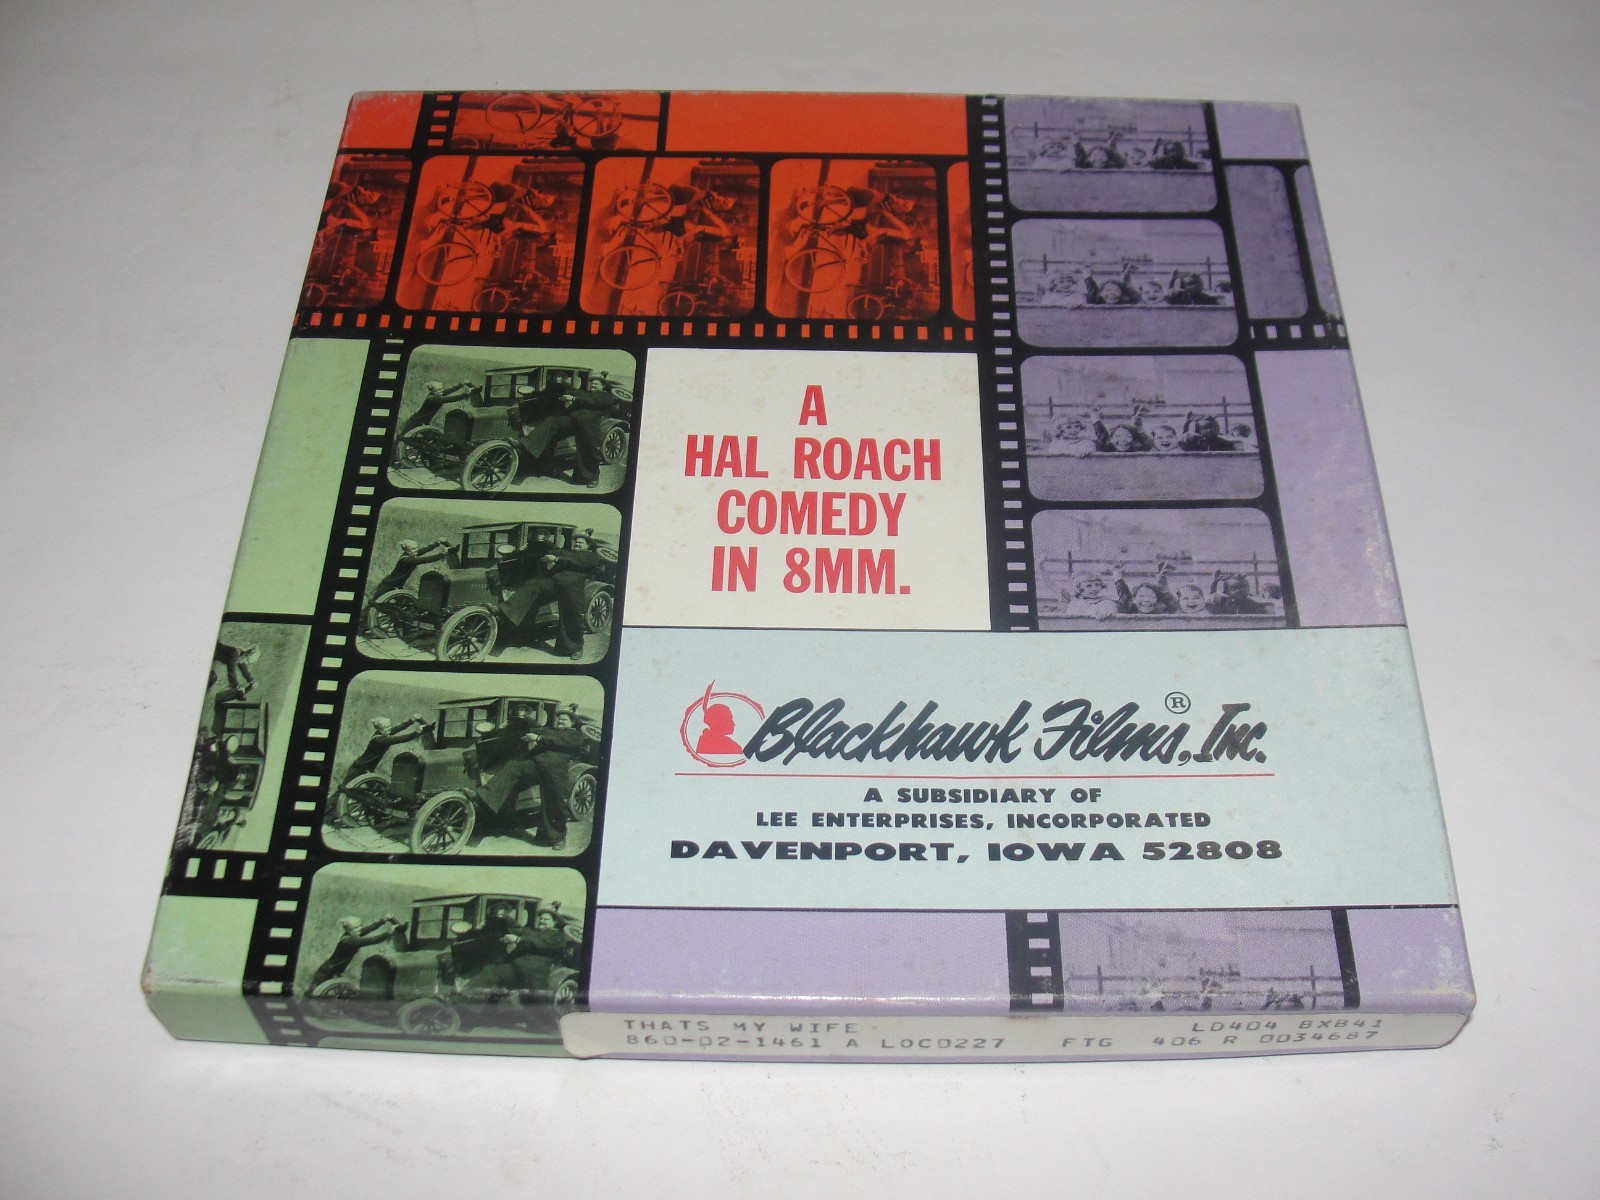 A
HAL ROACH
COMEDY
IN 8MM.
Blackhawk Films, Inc. ®
A SUBSIDIARY OF
LEE ENTERPRISES, INCORPORATED
DAVENPORT, IOWA 52808
THATS MY WIFE LD404 BXB41
860-02-1461 A LOC0227 FTG 406 R 0034687